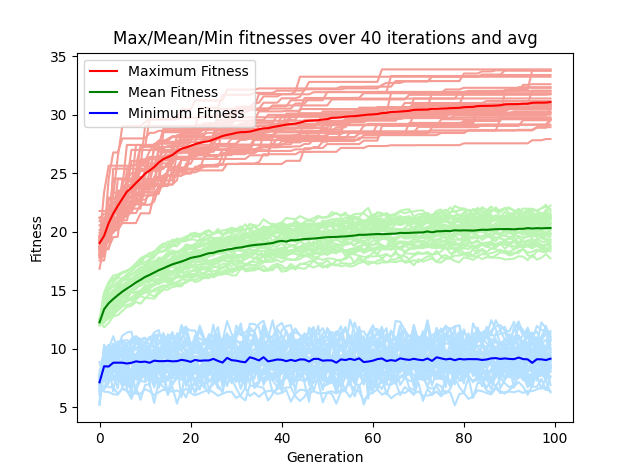 Max/Mean/Min fitnesses over 40 iterations and avg
35
30
25
20
15
10
5
Fitness
Maximum Fitness
Mean Fitness
Minimum Fitness
0 20 40 60 80 100
Generation